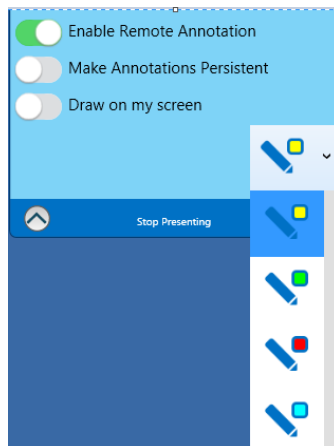 Enable Remote Annotation
Make Annotations Persistent
Draw on my screen
Stop Presenting